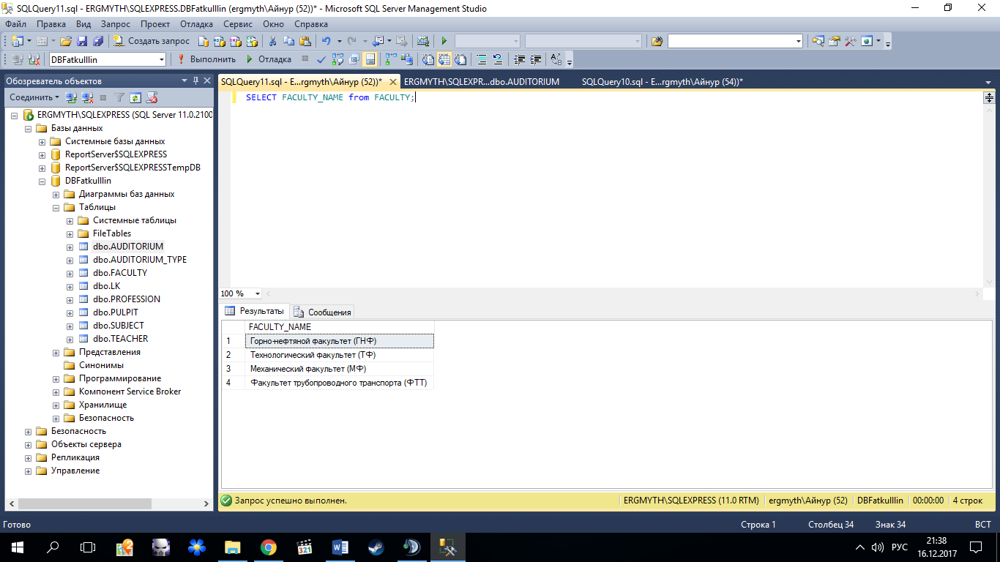 SQLQuery11.sql - ERGMYTH\SQLEXPRESS.DBFatkulllin (ergmyth\Айнур (52))* - Microsoft SQL Server Management Studio
Файл Правка Вид Запрос Проект Отладка Сервис Окно Справка
Создать запрос
DBFatkulllin Выполнить Отладка
Обозреватель объектов
SQLQuery11.sql - E...rgmyth\Айнур (52))* ERGMYTH\SQLEXPR...dbo.AUDITORIUM SQLQuery10.sql - E...rgmyth\Айнур (54))*
Соединить
SELECT FACULTY_NAME from FACULTY;
ERGMYTH\SQLEXPRESS (SQL Server 11.0.2100
Базы данных
Системные базы данных
ReportServer$SQLEXPRESS
ReportServer$SQLEXPRESSTempDB
DBFatkulllin
Диаграммы баз данных
Таблицы
Системные таблицы
FileTables
dbo.AUDITORIUM
dbo.AUDITORIUM_TYPE
dbo.FACULTY
dbo.LK
dbo.PROFESSION
dbo.PULPIT
dbo.SUBJECT
dbo.TEACHER
Представления
Синонимы
Программирование
Компонент Service Broker
Хранилище
Безопасность
Безопасность
Объекты сервера
Репликация
Управление
100 %
Результаты Сообщения
FACULTY_NAME
1 Горно-нефтяной факультет (ГНФ)
2 Технологический факультет (ТФ)
3 Механический факультет (МФ)
4 Факультет трубопроводного транспорта (ФТТ)
Запрос успешно выполнен. ERGMYTH\SQLEXPRESS (11.0 RTM) ergmyth\Айнур (52) DBFatkulllin 00:00:00 4 строк
Готово Строка 1 Столбец 34 Знак 34 ВСТ
321
РУС
21:38
16.12.2017